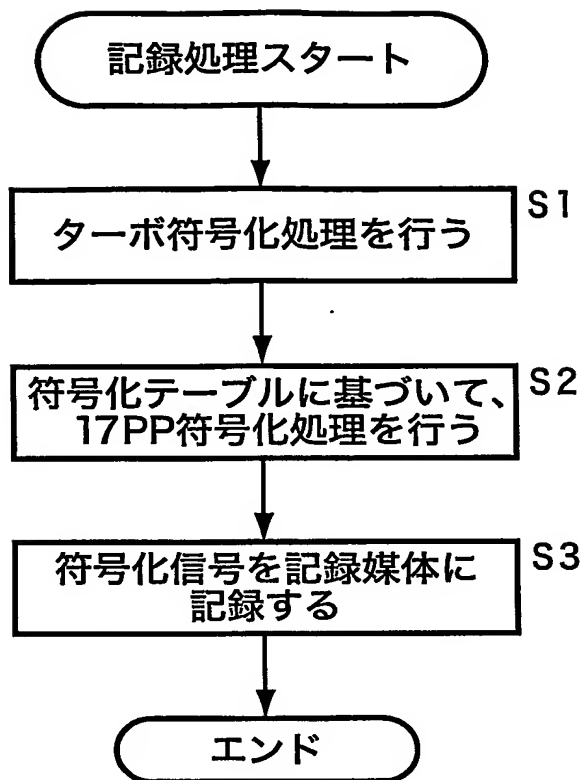 記録処理スタート
ターボ符号化処理を行う
S1
符号化テーブルに基づいて、
17PP符号化処理を行う
S2
符号化信号を記録媒体に
記録する
S3
エンド